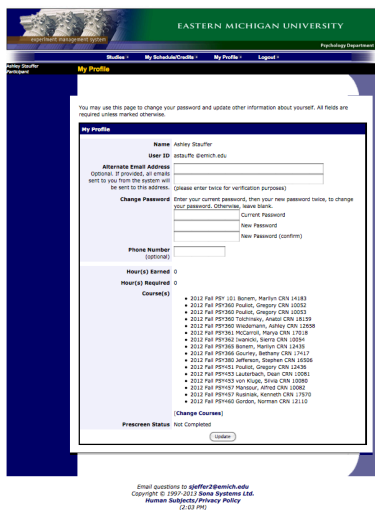 EASTERN MICHIGAN UNIVERSITY
experiment management system
Psychology Department
Studies My Schedule/Credits My Profile Logout
Ashley Stauffer
Participant
My Profile
You may use this page to change your password and update other information about yourself. All fields are
required unless marked otherwise.
My Profile
Name Ashley Stauffer
User ID astauffe @emich.edu
Alternate Email Address
Optional. If provided, all emails
sent to you from the system will
be sent to this address. (please enter twice for verification purposes)
Change Password Enter your current password, then your new password twice, to change
your password. Otherwise, leave blank.
Current Password
New Password
New Password (confirm)
Phone Number
(optional)
Hour(s) Earned 0
Hour(s) Required 0
Course(s)
• 2012 Fall PSY 101 Bonem, Marilyn CRN 14183
• 2012 Fall PSY360 Pouliot, Gregory CRN 10052
• 2012 Fall PSY360 Pouliot, Gregory CRN 10053
• 2012 Fall PSY360 Tolchinsky, Anatol CRN 16159
• 2012 Fall PSY360 Wiedemann, Ashley CRN 12658
• 2012 Fall PSY361 McCarroll, Marya CRN 17018
• 2012 Fall PSY362 Iwanicki, Sierra CRN 10054
• 2012 Fall PSY365 Bonem, Marilyn CRN 12435
• 2012 Fall PSY366 Gourley, Bethany CRN 17417
• 2012 Fall PSY380 Jefferson, Stephen CRN 16506
• 2012 Fall PSY451 Pouliot, Gregory CRN 12436
• 2012 Fall PSY453 Lauterbach, Dean CRN 10081
• 2012 Fall PSY453 von Kluge, Silvia CRN 10080
• 2012 Fall PSY457 Mansour, Alfred CRN 10082
• 2012 Fall PSY457 Rusiniak, Kenneth CRN 17570
• 2012 Fall PSY460 Gordon, Norman CRN 12110
[Change Courses]
Prescreen Status Not Completed
Update
Email questions to sjeffer2@emich.edu
Copyright © 1997-2013 Sona Systems Ltd.
Human Subjects/Privacy Policy
(2:03 PM)